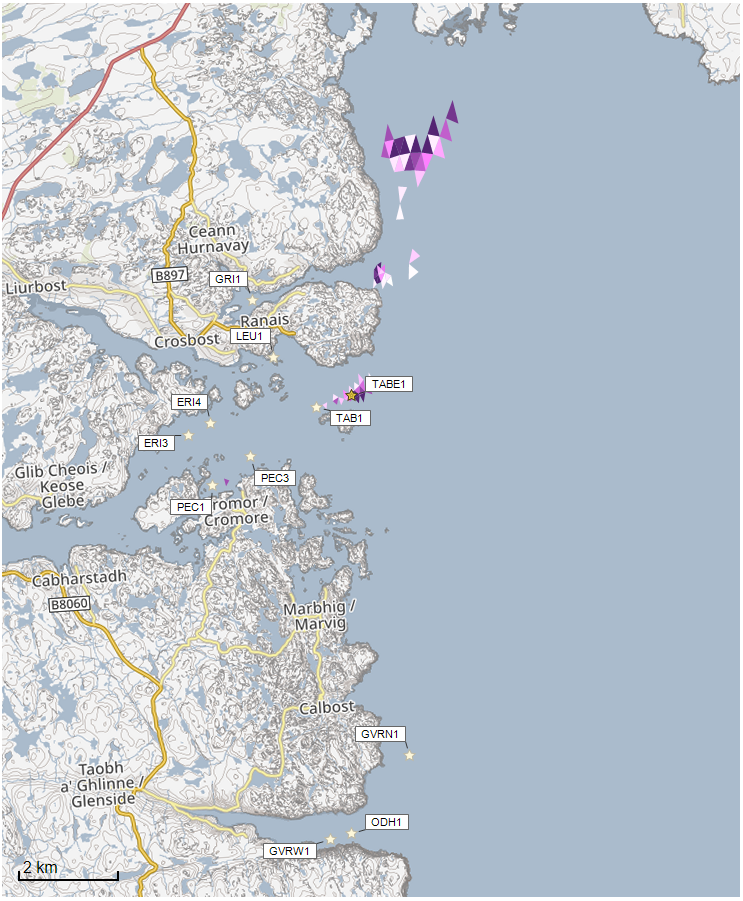 Ceann
Hurnavay
B897
GRI1
Liurbost
Ranais
LEU1
Crosbost
TABE1
ERI4
TAB1
ERI3
Glib Cheois /
Keose
Glebe
PEC3
PEC1
romor /
Cromore
Cabharstadh
B8060
Marbhig /
Marvig
Calbost
GVRN1
Taobh
a' Ghlinne /
Glenside
ODH1
GVRW1
2 km